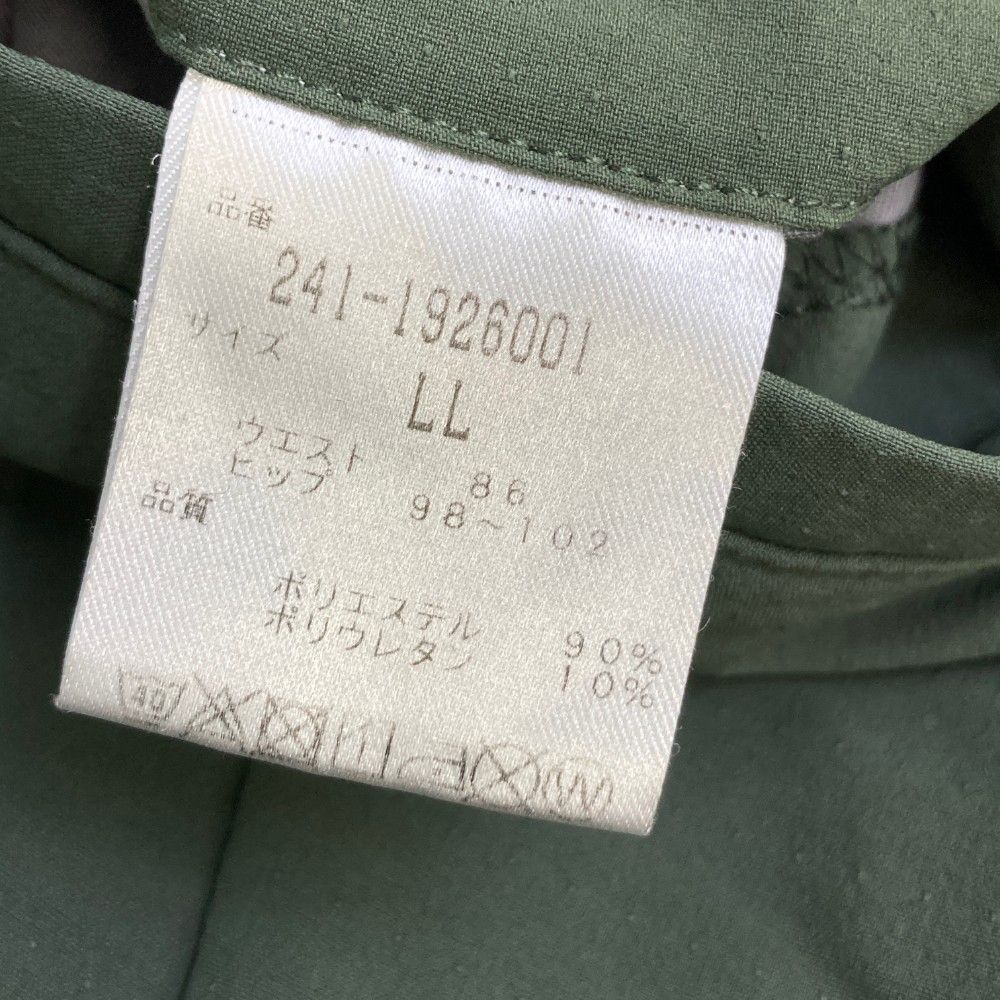 品番
241-1926001
サイズ
LL
ウエスト 86
ヒップ 98~102
品質
ポリエステル 90%
ポリウレタン 10%
40